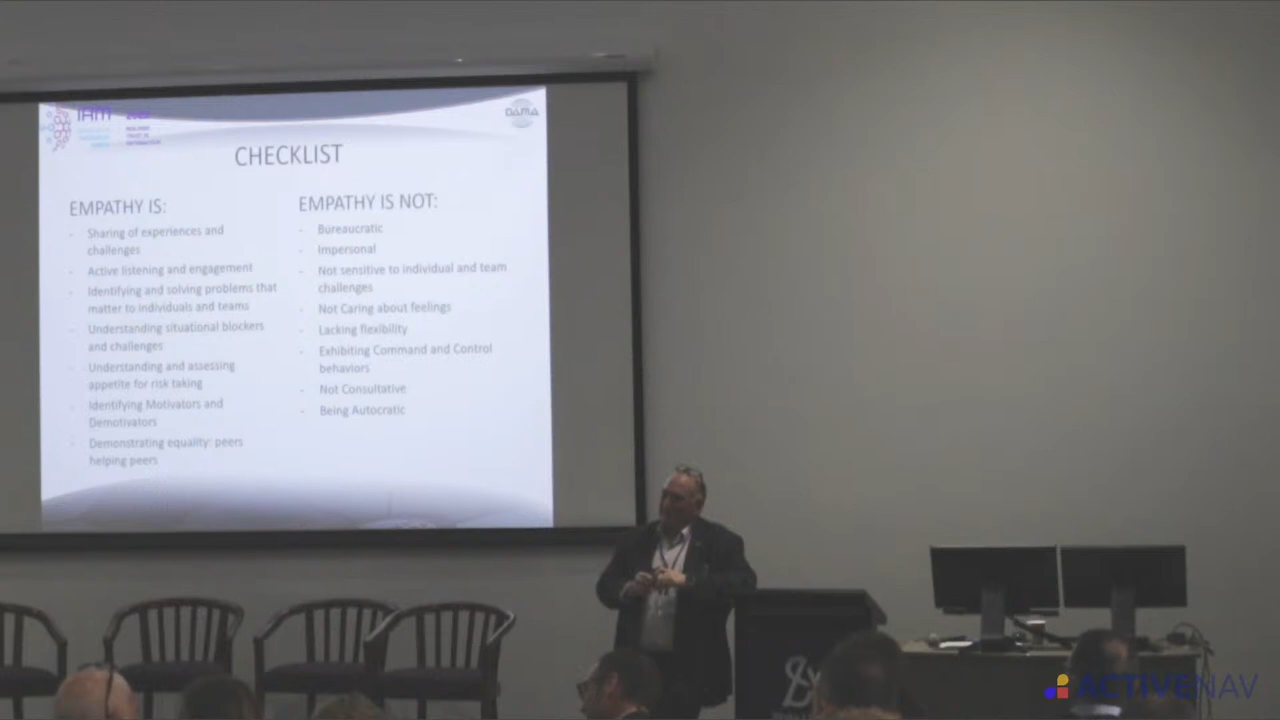 IAM
DAMA
CHECKLIST
EMPATHY IS:
- Sharing of experiences and
challenges
- Active listening and engagement
- Identifying and solving problems that
matter to individuals and teams
- Understanding situational blockers
and challenges
- Understanding and assessing
appetite for risk taking
- Identifying Motivators and
Demotivators
- Demonstrating equality: peers
helping peers
EMPATHY IS NOT:
- Bureaucratic
- Impersonal
- Not sensitive to individual and team
challenges
- Not Caring about feelings
- Lacking flexibility
- Exhibiting Command and Control
behaviors
- Not Consultative
- Being Autocratic
ACTIVENAV